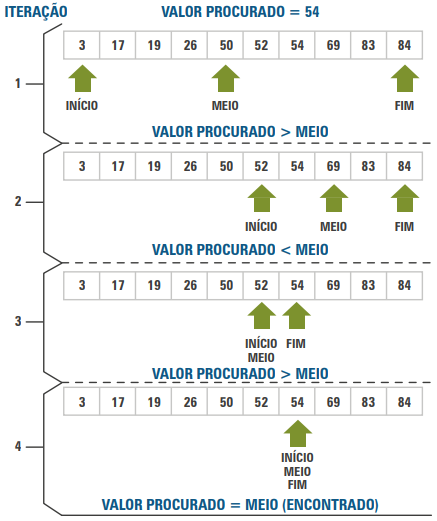 ITERAÇÃO VALOR PROCURADO = 54
3 17 19 26 50 52 54 69 83 84
1
INÍCIO MEIO FIM
VALOR PROCURADO > MEIO
3 17 19 26 50 52 54 69 83 84
2
INÍCIO MEIO FIM
VALOR PROCURADO < MEIO
3 17 19 26 50 52 54 69 83 84
3
INÍCIO FIM
MEIO
VALOR PROCURADO > MEIO
3 17 19 26 50 52 54 69 83 84
4
INÍCIO
MEIO
FIM
VALOR PROCURADO = MEIO (ENCONTRADO)